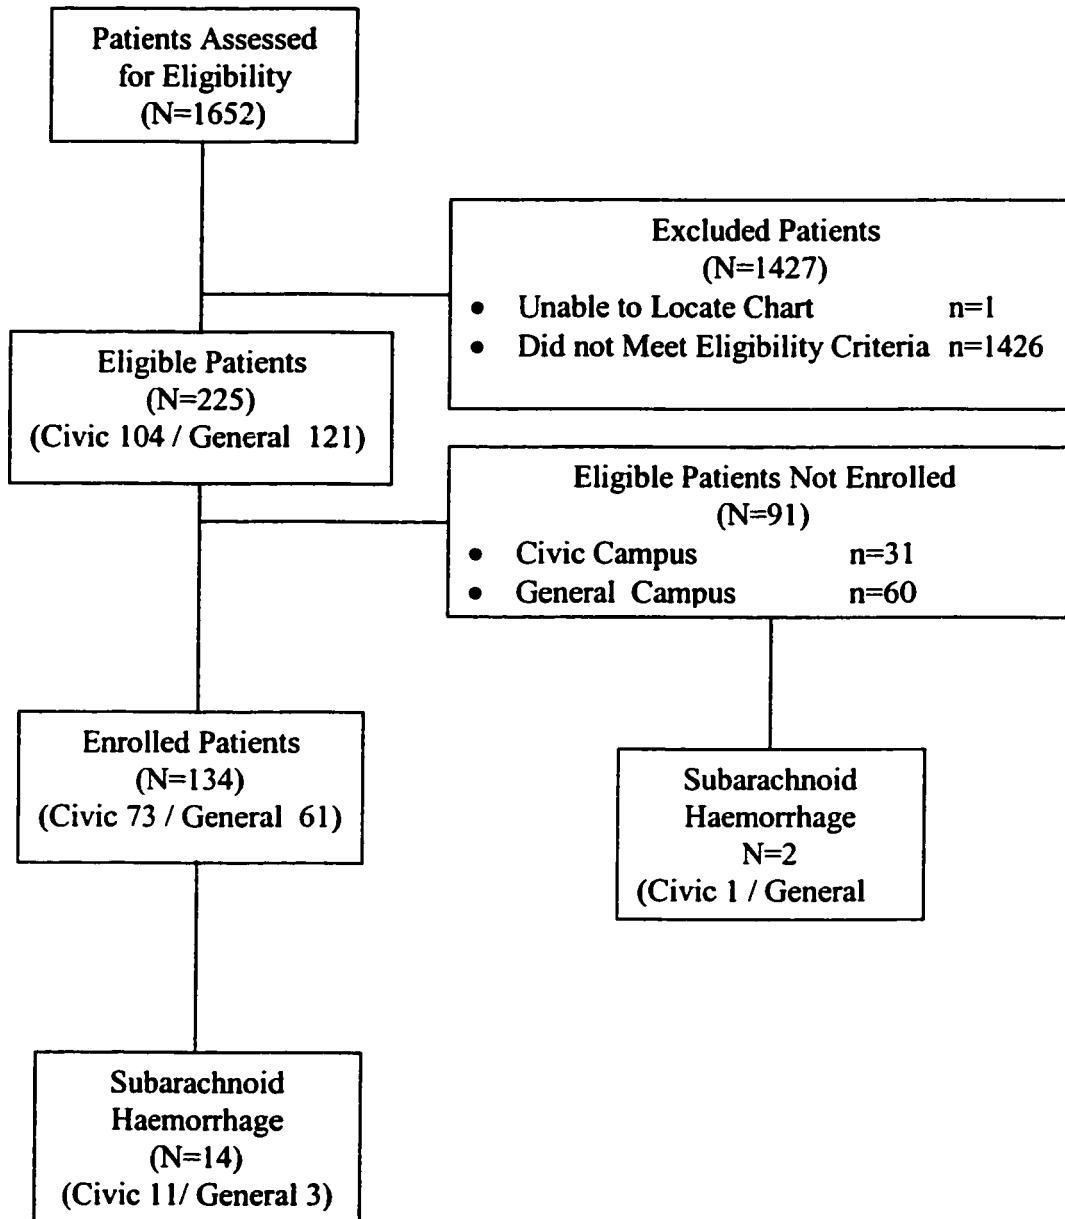 Patients Assessed
for Eligibility
(N=1652)
Excluded Patients
(N=1427)
• Unable to Locate Chart n=1
• Did not Meet Eligibility Criteria n=1426
Eligible Patients
(N=225)
(Civic 104 / General 121)
Eligible Patients Not Enrolled
(N=91)
• Civic Campus n=31
• General Campus n=60
Enrolled Patients
(N=134)
(Civic 73 / General 61)
Subarachnoid
Haemorrhage
N=2
(Civic 1 / General
Subarachnoid
Haemorrhage
(N=14)
(Civic 11/ General 3)